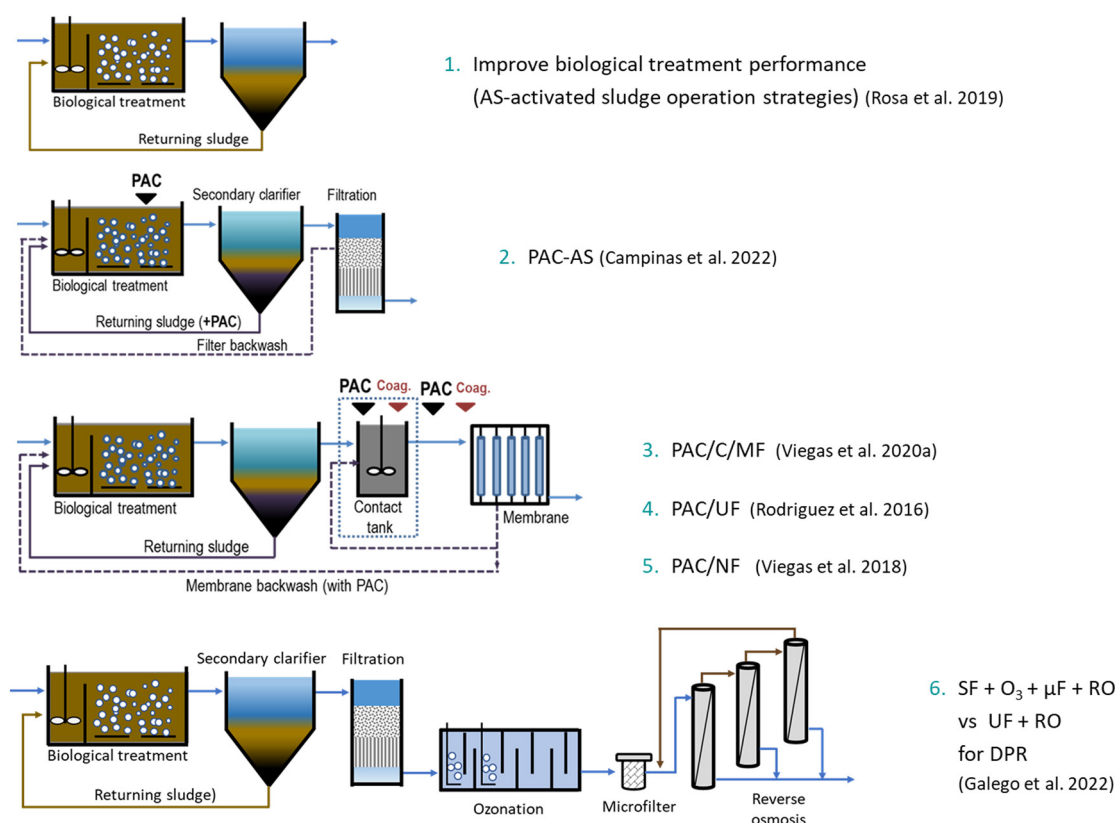 Biological treatment
Returning sludge
1. Improve biological treatment performance
(AS-activated sludge operation strategies) (Rosa et al. 2019)
PAC
Secondary clarifier
Filtration
Biological treatment
Returning sludge (+PAC)
Filter backwash
2. PAC-AS (Campinas et al. 2022)
PAC Coag. PAC Coag.
Biological treatment
Contact
tank
Membrane
Returning sludge
Membrane backwash (with PAC)
3. PAC/C/MF (Viegas et al. 2020a)
4. PAC/UF (Rodriguez et al. 2016)
5. PAC/NF (Viegas et al. 2018)
Secondary clarifier
Filtration
Biological treatment
Returning sludge)
Ozonation
Microfilter
Reverse
osmosis
6. SF + O₃ + µF + RO
vs UF + RO
for DPR
(Galego et al. 2022)